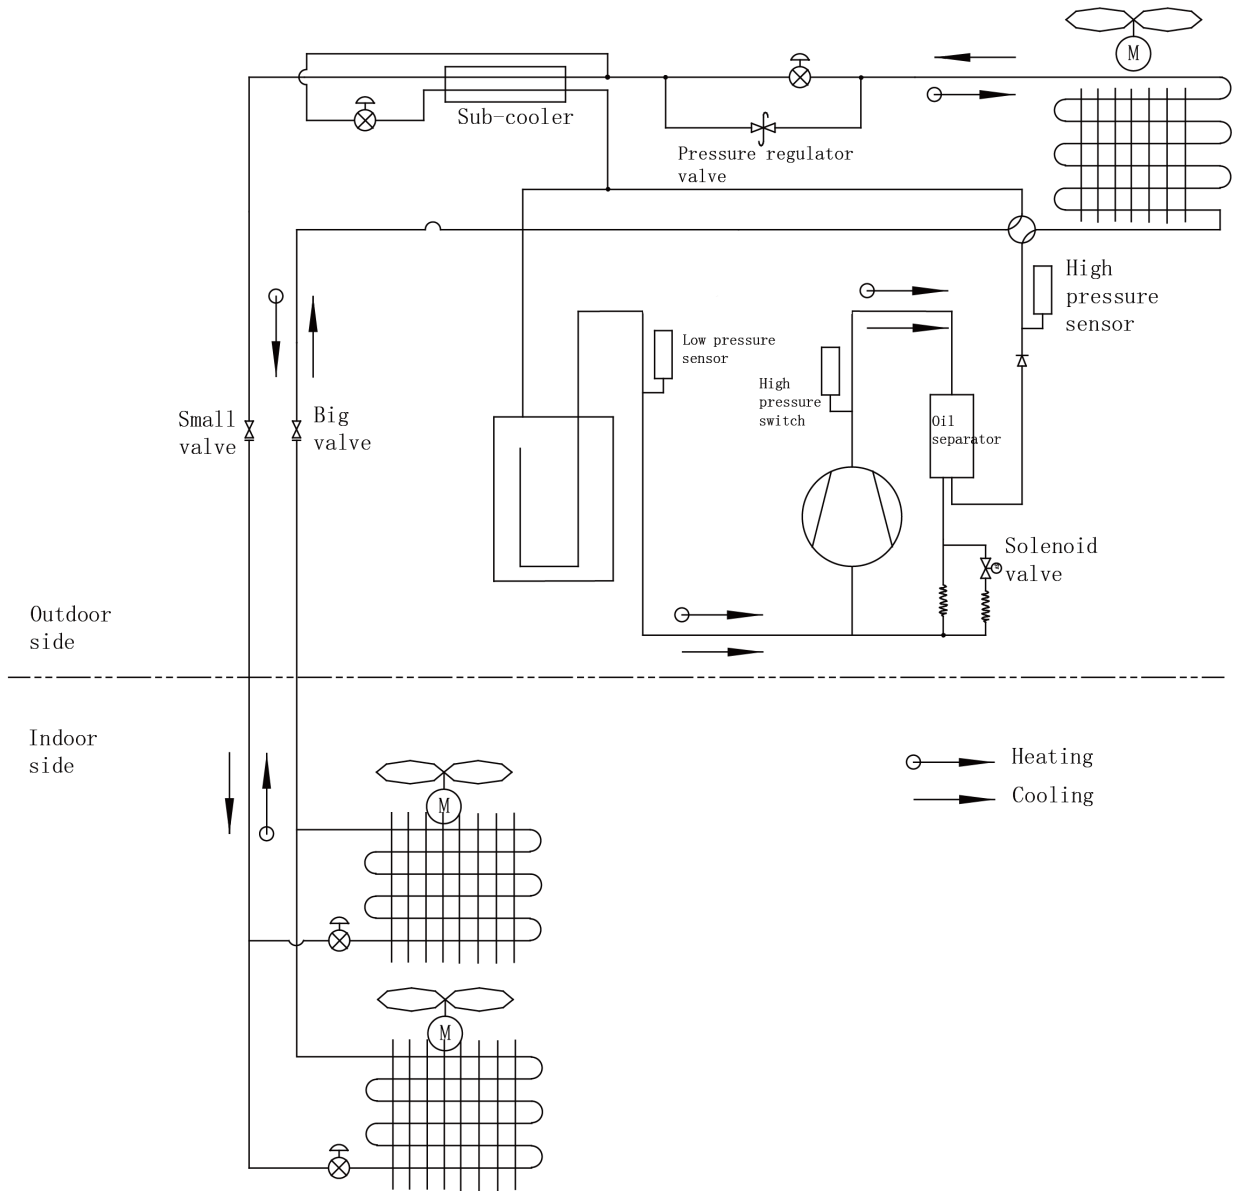 M
Sub-cooler
Pressure regulator
valve
High
pressure
sensor
Low pressure
sensor
High
pressure
switch
Small
valve
Big
valve
Oil
separator
Solenoid
valve
Outdoor
side
Indoor
side
Heating
Cooling
M
M